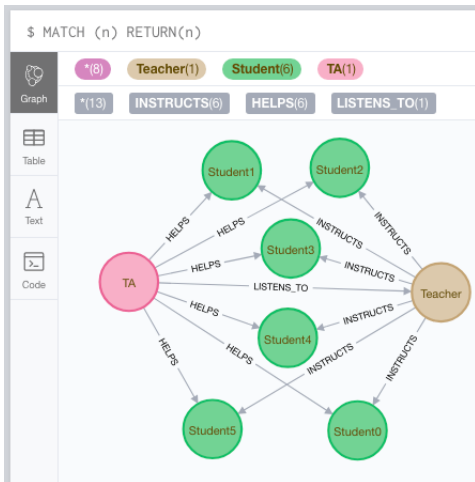 $ MATCH (n) RETURN(n)
*(8) Teacher(1) Student(6) TA(1)
*(13) INSTRUCTS(6) HELPS(6) LISTENS_TO(1)
Graph
Table
Text
Code
Student1
Student2
HELPS
HELPS
INSTRUCTS
INSTRUCTS
Student3
HELPS
INSTRUCTS
TA
LISTENS_TO
Teacher
HELPS
INSTRUCTS
Student4
HELPS
HELPS
INSTRUCTS
INSTRUCTS
Student5
Student0